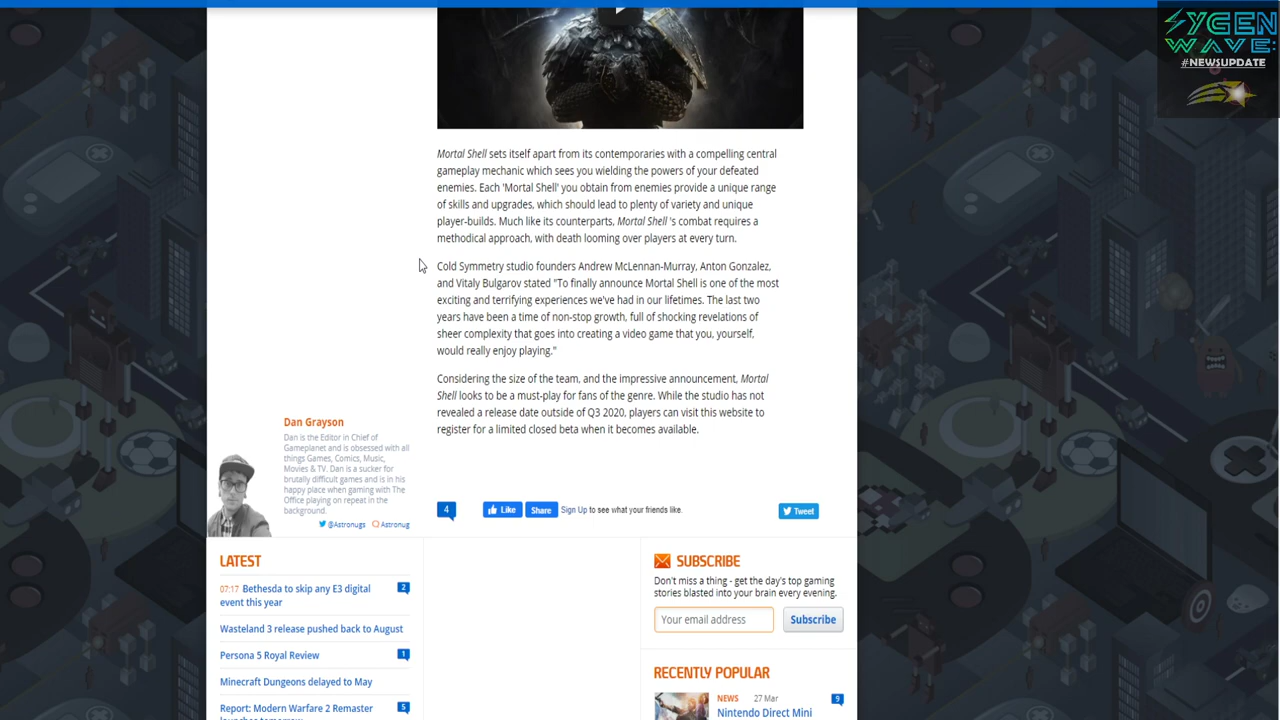 SYGEN
WAVE:
#NEWSUPDATE
Mortal Shell sets itself apart from its contemporaries with a compelling central
gameplay mechanic which sees you wielding the powers of your defeated
enemies. Each 'Mortal Shell' you obtain from enemies provide a unique range
of skills and upgrades, which should lead to plenty of variety and unique
player-builds. Much like its counterparts, Mortal Shell 's combat requires a
methodical approach, with death looming over players at every turn.
Cold Symmetry studio founders Andrew McLennan-Murray, Anton Gonzalez,
and Vitaly Bulgarov stated "To finally announce Mortal Shell is one of the most
exciting and terrifying experiences we've had in our lifetimes. The last two
years have been a time of non-stop growth, full of shocking revelations of
sheer complexity that goes into creating a video game that you, yourself,
would really enjoy playing."
Considering the size of the team, and the impressive announcement, Mortal
Shell looks to be a must-play for fans of the genre. While the studio has not
revealed a release date outside of Q3 2020, players can visit this website to
register for a limited closed beta when it becomes available.
Dan Grayson
Dan is the Editor in Chief of
Gameplanet and is obsessed with all
things Games, Comics, Music,
Movies & TV. Dan is a sucker for
brutally difficult games and is in his
happy place when gaming with The
Office playing on repeat in the
background.
@Astronugs Astronug
4 Like Share Sign Up to see what your friends like. Tweet
LATEST
07:17 Bethesda to skip any E3 digital 2
event this year
Wasteland 3 release pushed back to August
Persona 5 Royal Review 1
Minecraft Dungeons delayed to May
Report: Modern Warfare 2 Remaster 5
launches tomorrow
SUBSCRIBE
Don't miss a thing - get the day's top gaming
stories blasted into your brain every evening.
Your email address Subscribe
RECENTLY POPULAR
NEWS 27 Mar 9
Nintendo Direct Mini